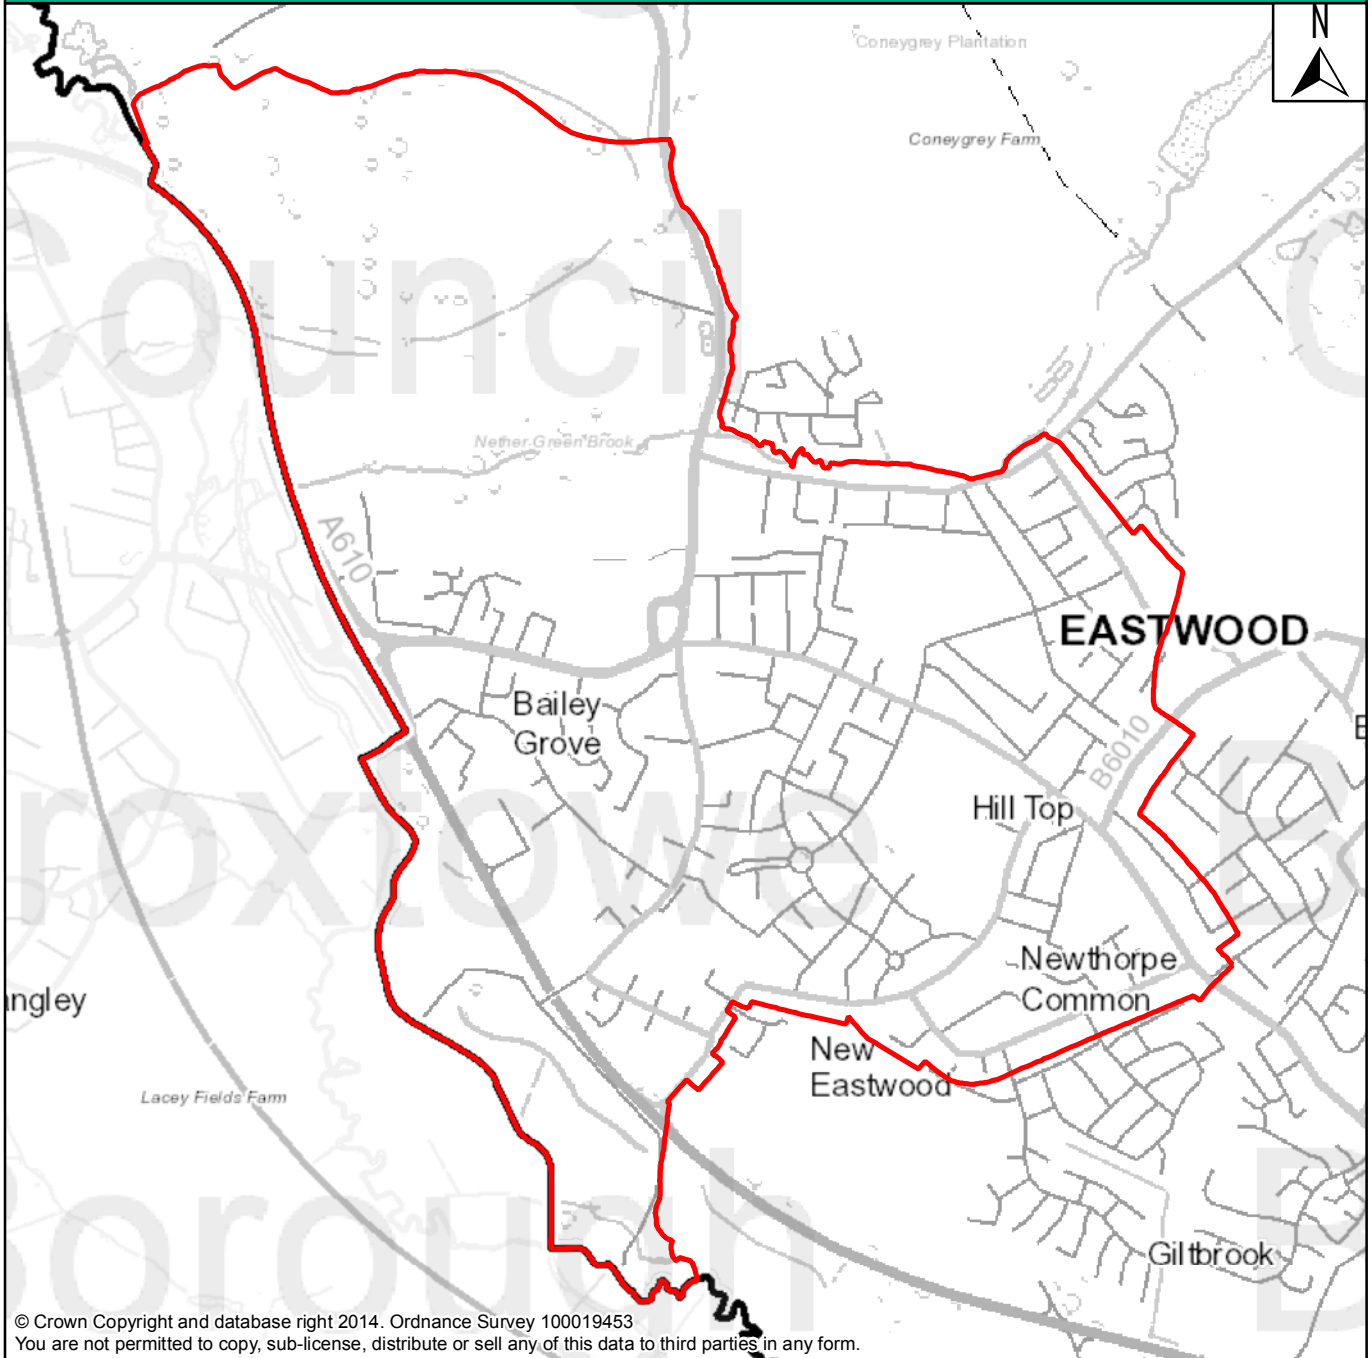 N
Coneygrey Plantation
Coneygrey Farm
Council
Nether Green Brook
A610
EASTWOOD
Bailey
Grove
B6010
Hill Top
roxtowe
B
Newthorpe
Common
angley
New
Eastwood
Lacey Fields Farm
Borough
B
Giltbrook
© Crown Copyright and database right 2014. Ordnance Survey 100019453
You are not permitted to copy, sub-license, distribute or sell any of this data to third parties in any form.